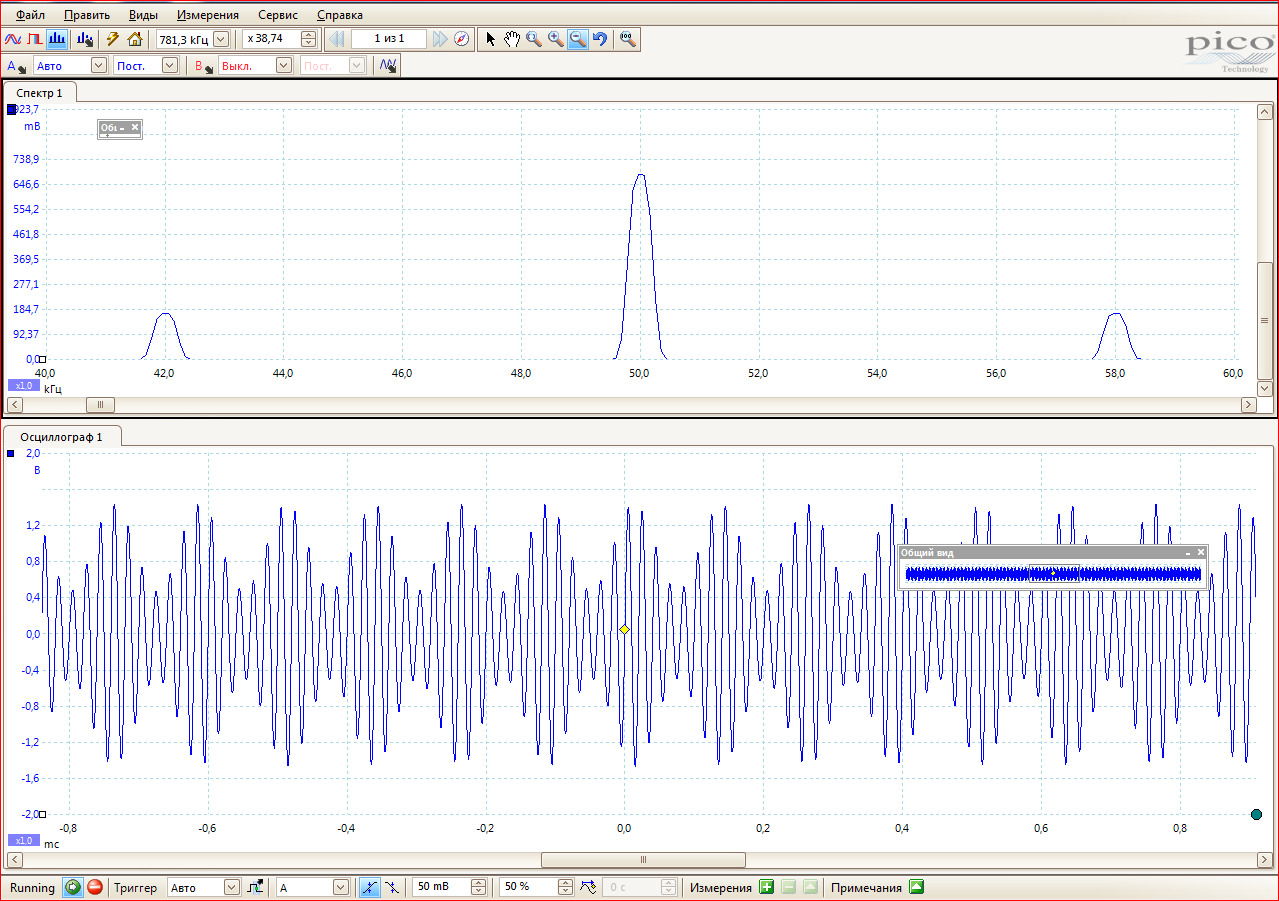 Файл Править Виды Измерения Сервис Справка
781,3 кГц x 38,74 1 из 1
A Авто Пост. B Выкл. Пост.
pico
Technology
Спектр 1
923,7
mB
738,9
646,6
554,2
461,8
369,5
277,1
184,7
92,37
0,0
40,0 42,0 44,0 46,0 48,0 50,0 52,0 54,0 56,0 58,0 60,0
x1,0
кГц
Осциллограф 1
2,0
В
1,2
0,8
0,4
0,0
-0,4
-0,8
-1,2
-1,6
-2,0
Общий вид
-0,8 -0,6 -0,4 -0,2 0,0 0,2 0,4 0,6 0,8
x1,0
mc
Running Триггер Авто A 50 mB 50 % 0 c Измерения Примечания